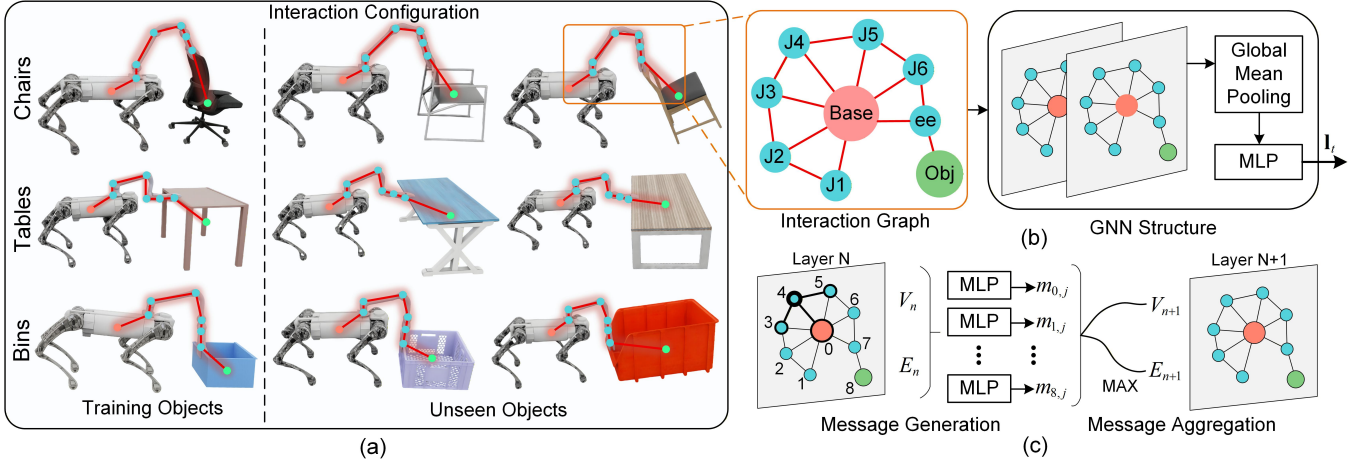 Interaction Configuration
Chairs
Tables
Bins
Training Objects
Unseen Objects
(a)
J4
J5
J3
J6
Base
ee
J2
J1
Obj
Interaction Graph
Global
Mean
Pooling
MLP
l_t
(b)
GNN Structure
Layer N
4
5
3
6
0
7
2
1
8
V_n
E_n
MLP
m_{0,j}
MLP
m_{1,j}
MLP
m_{8,j}
MAX
V_{n+1}
E_{n+1}
Layer N+1
Message Generation
Message Aggregation
(c)